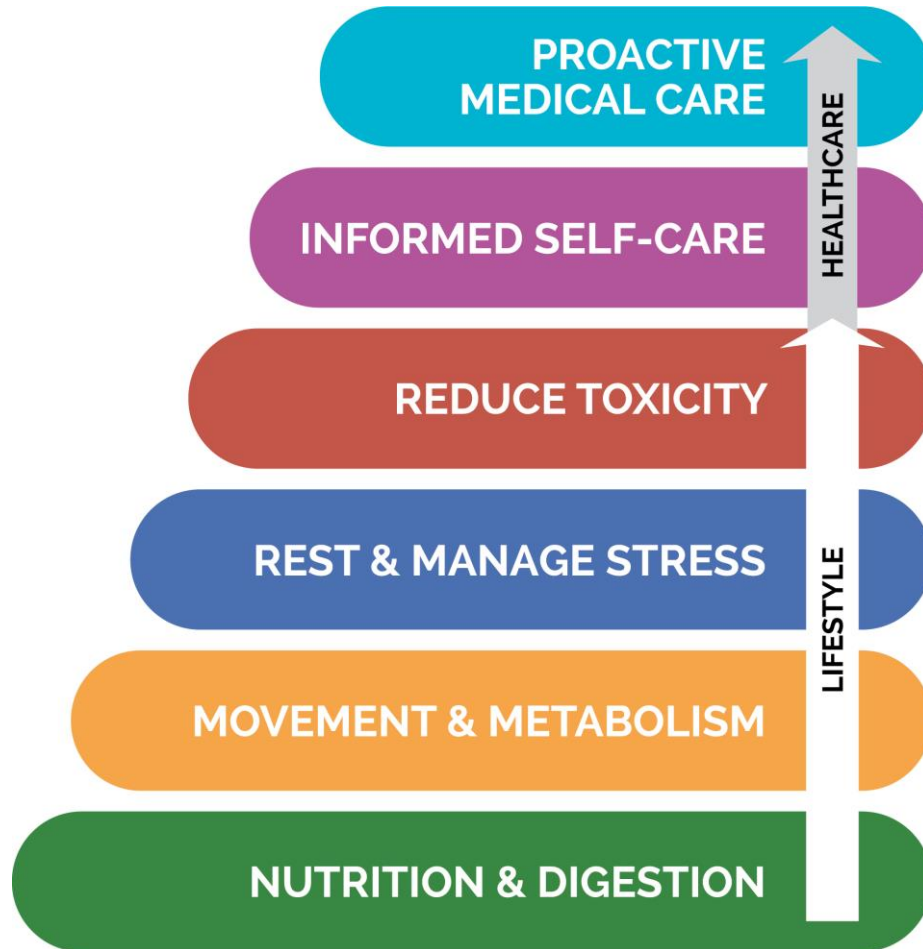 PROACTIVE
MEDICAL CARE
HEALTHCARE
INFORMED SELF-CARE
REDUCE TOXICITY
REST & MANAGE STRESS
LIFESTYLE
MOVEMENT & METABOLISM
NUTRITION & DIGESTION